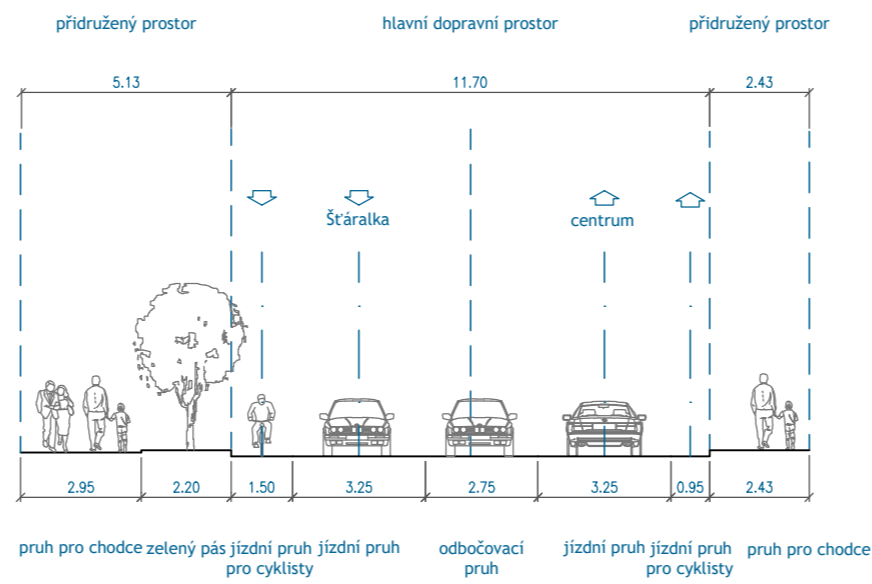 přidružený prostor hlavní dopravní prostor přidružený prostor
5.13 11.70 2.43
Šťáralka centrum
2.95 2.20 1.50 3.25 2.75 3.25 0.95 2.43
pruh pro chodce zelený pás jízdní pruh jízdní pruh odbočovací jízdní pruh jízdní pruh pruh pro chodce
pro cyklisty pruh pro cyklisty